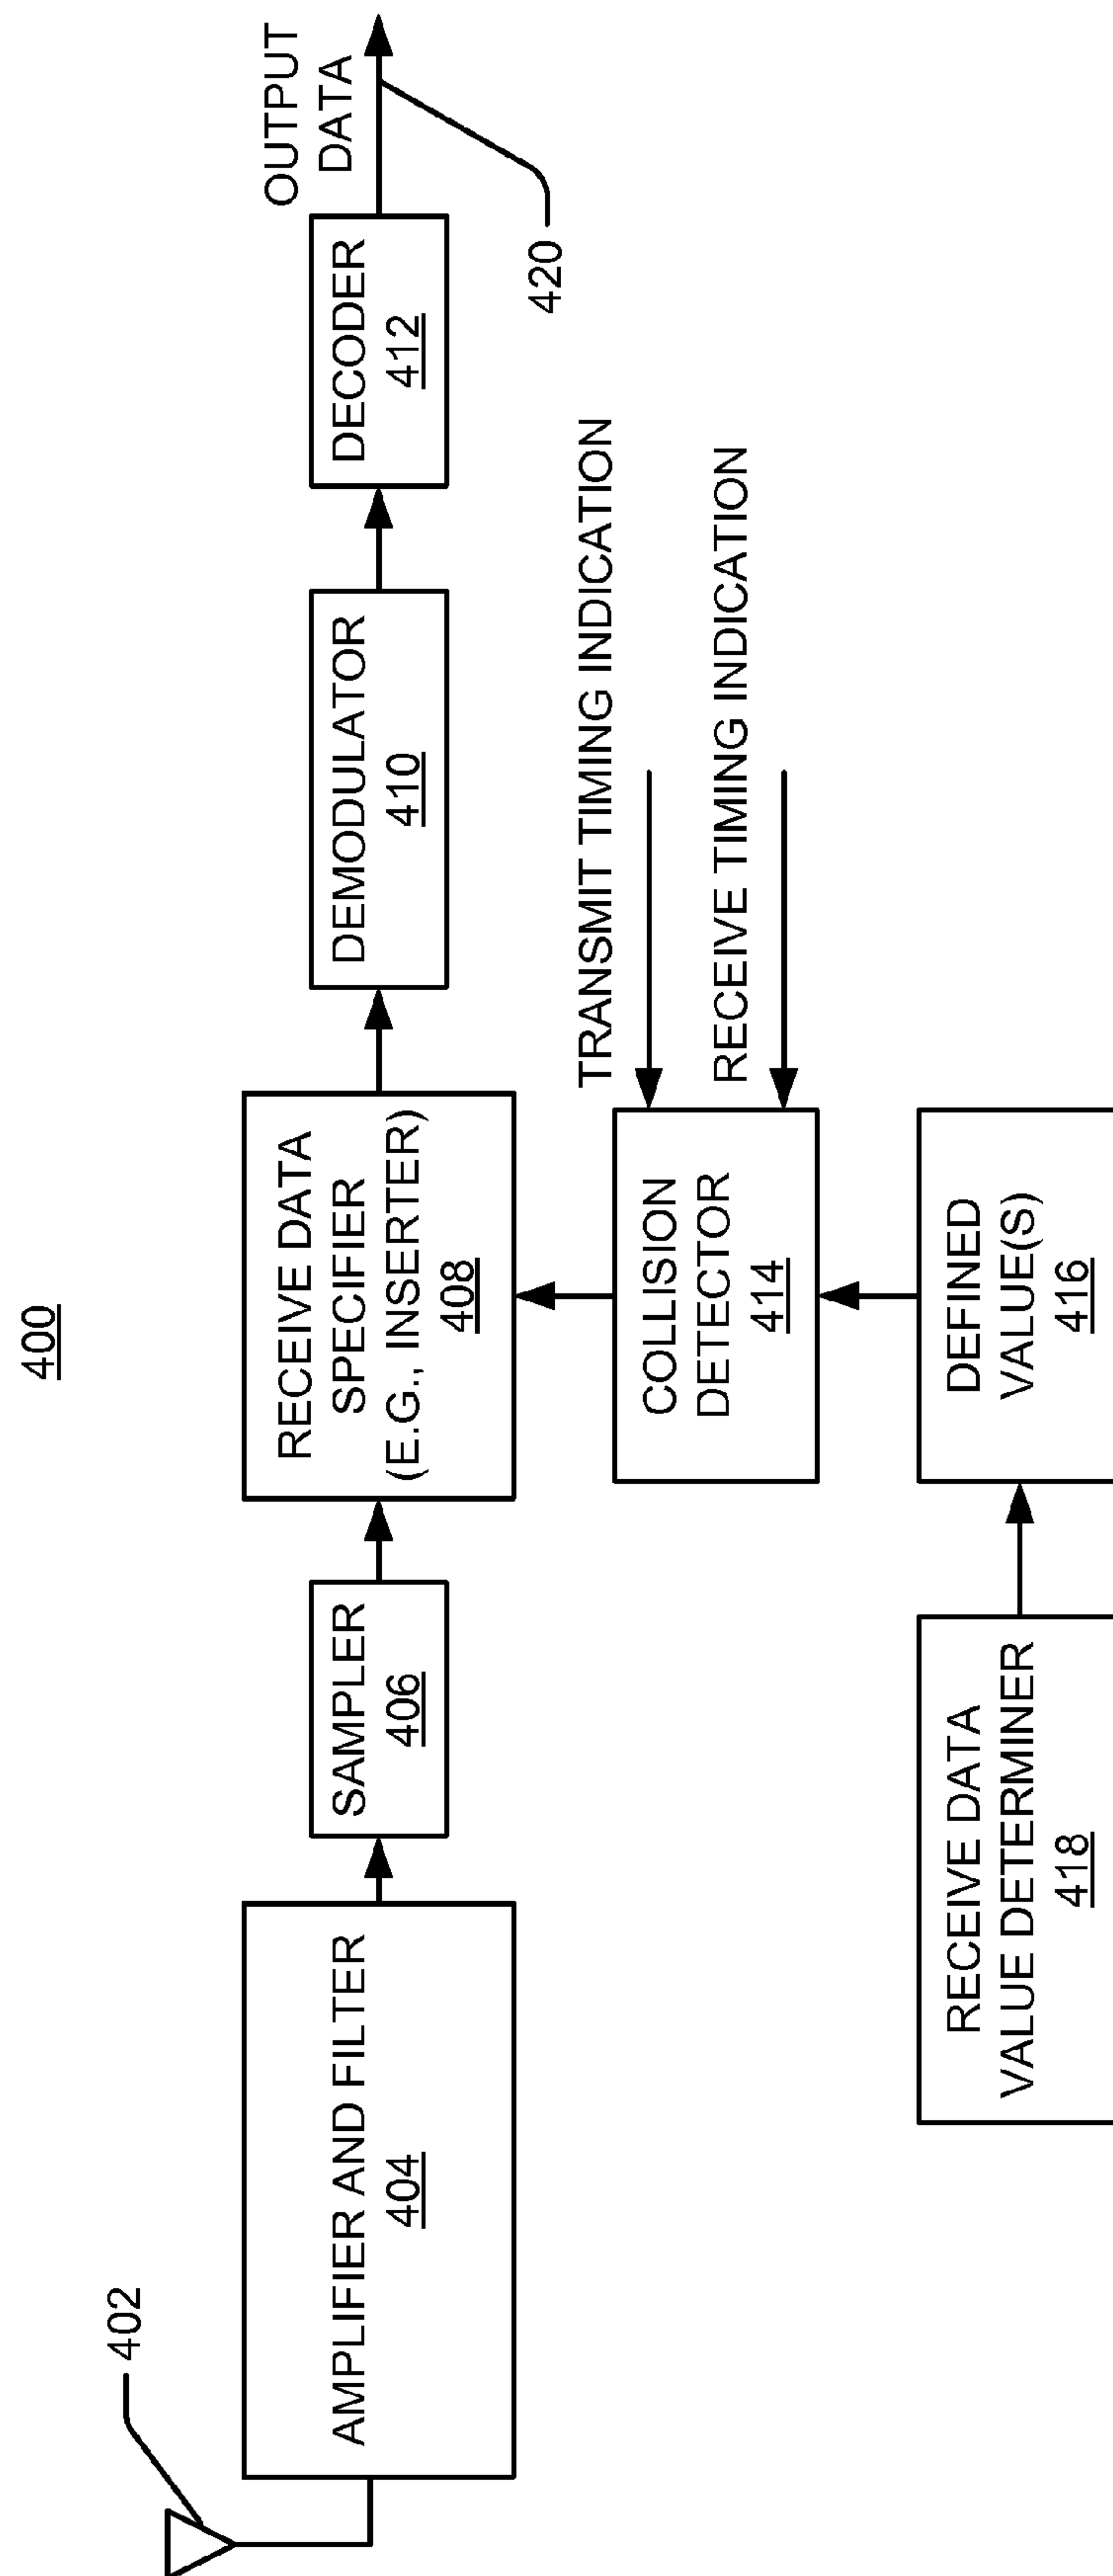 400
402
AMPLIFIER AND FILTER
404
SAMPLER
406
RECEIVE DATA
SPECIFIER
(E.G., INSERTER)
408
DEMODULATOR
410
DECODER
412
OUTPUT
DATA
420
TRANSMIT TIMING INDICATION
RECEIVE TIMING INDICATION
COLLISION
DETECTOR
414
RECEIVE DATA
VALUE DETERMINER
418
DEFINED
VALUE(S)
416